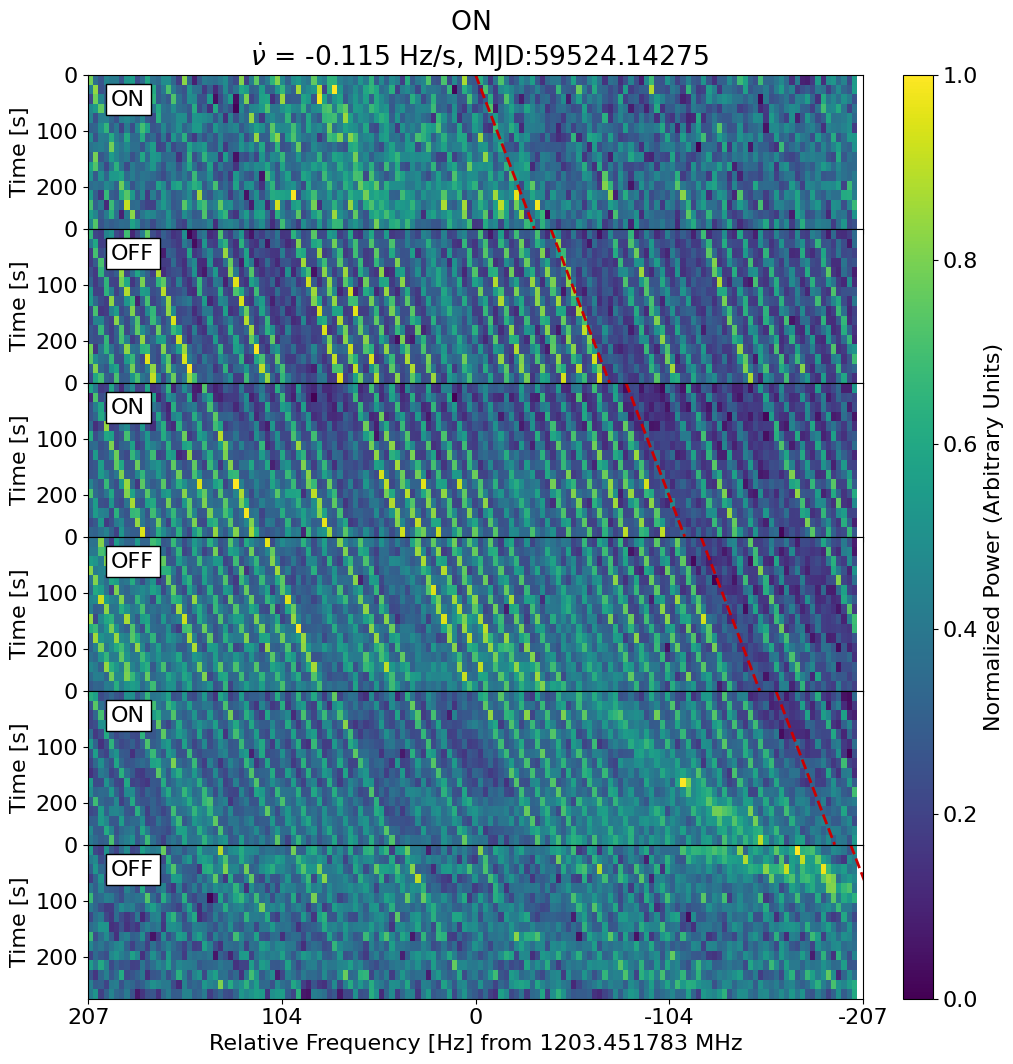 ON
ν̇ = -0.115 Hz/s, MJD:59524.14275
0
ON
100
Time [s]
200
0
OFF
100
Time [s]
200
0
ON
100
Time [s]
200
0
OFF
100
Time [s]
200
0
ON
100
Time [s]
200
0
OFF
100
Time [s]
200
207
104
0
-104
-207
Relative Frequency [Hz] from 1203.451783 MHz
1.0
0.8
0.6
0.4
0.2
0.0
Normalized Power (Arbitrary Units)